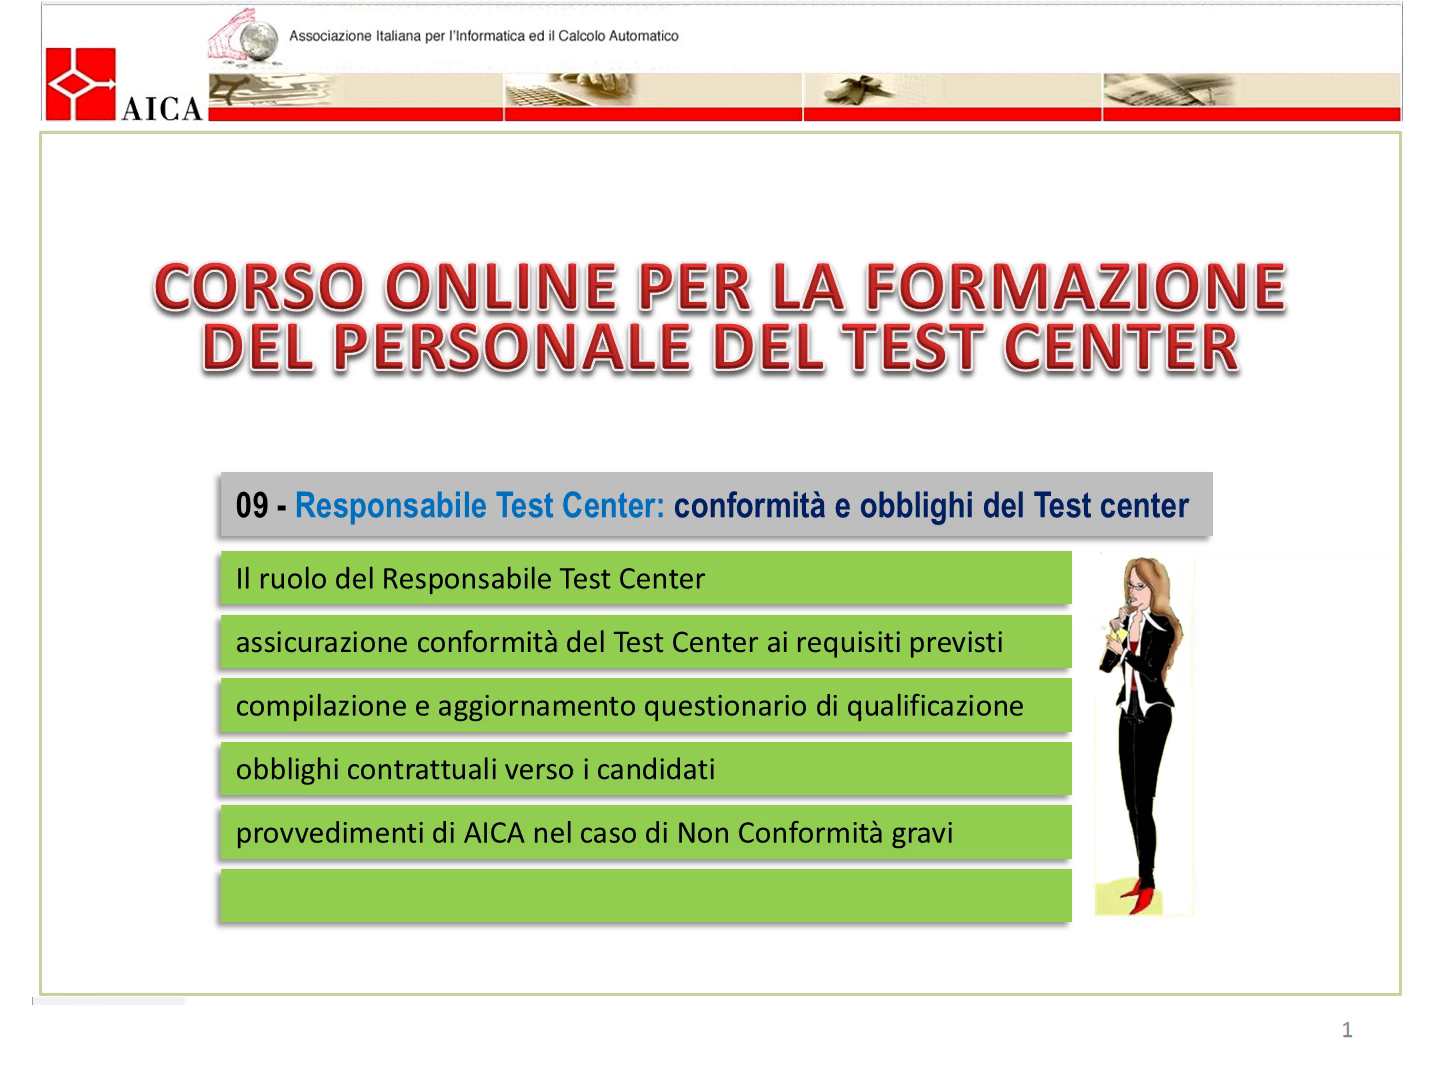 Associazione Italiana per l'Informatica ed il Calcolo Automatico
AICA
CORSO ONLINE PER LA FORMAZIONE
DEL PERSONALE DEL TEST CENTER
09 - Responsabile Test Center: conformità e obblighi del Test center
Il ruolo del Responsabile Test Center
assicurazione conformità del Test Center ai requisiti previsti
compilazione e aggiornamento questionario di qualificazione
obblighi contrattuali verso i candidati
provvedimenti di AICA nel caso di Non Conformità gravi
1